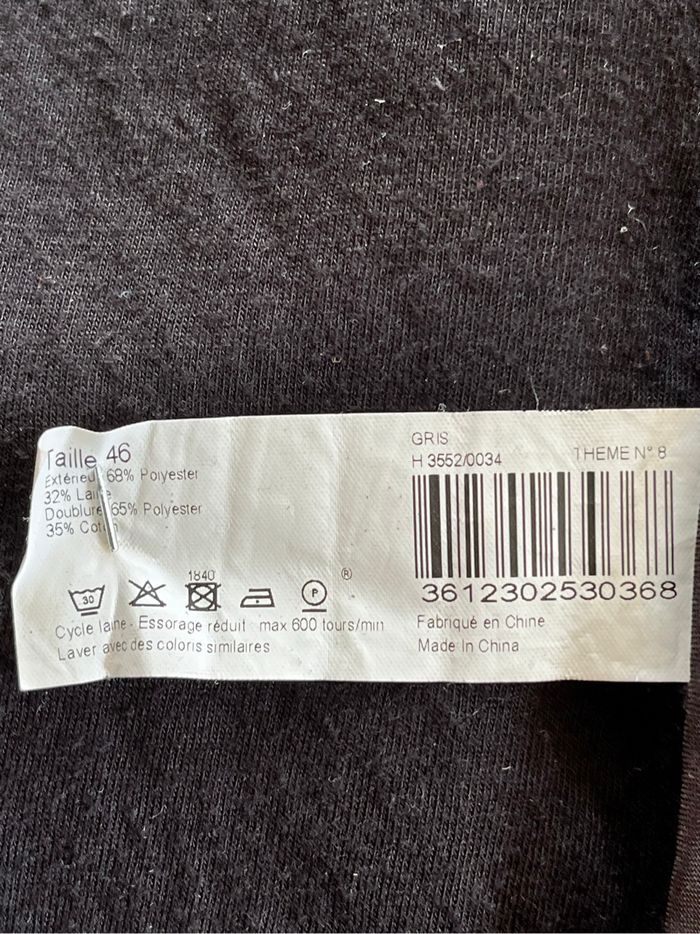 Taille 46
Extérieur 68% Polyester
32% Laine
Doublure 65% Polyester
35% Coton
30
1840
P
®
Cycle laine - Essorage réduit max 600 tours/min
Laver avec des coloris similaires
GRIS
H 3552/0034 THEME N° 8
3612302530368
Fabriqué en Chine
Made In China